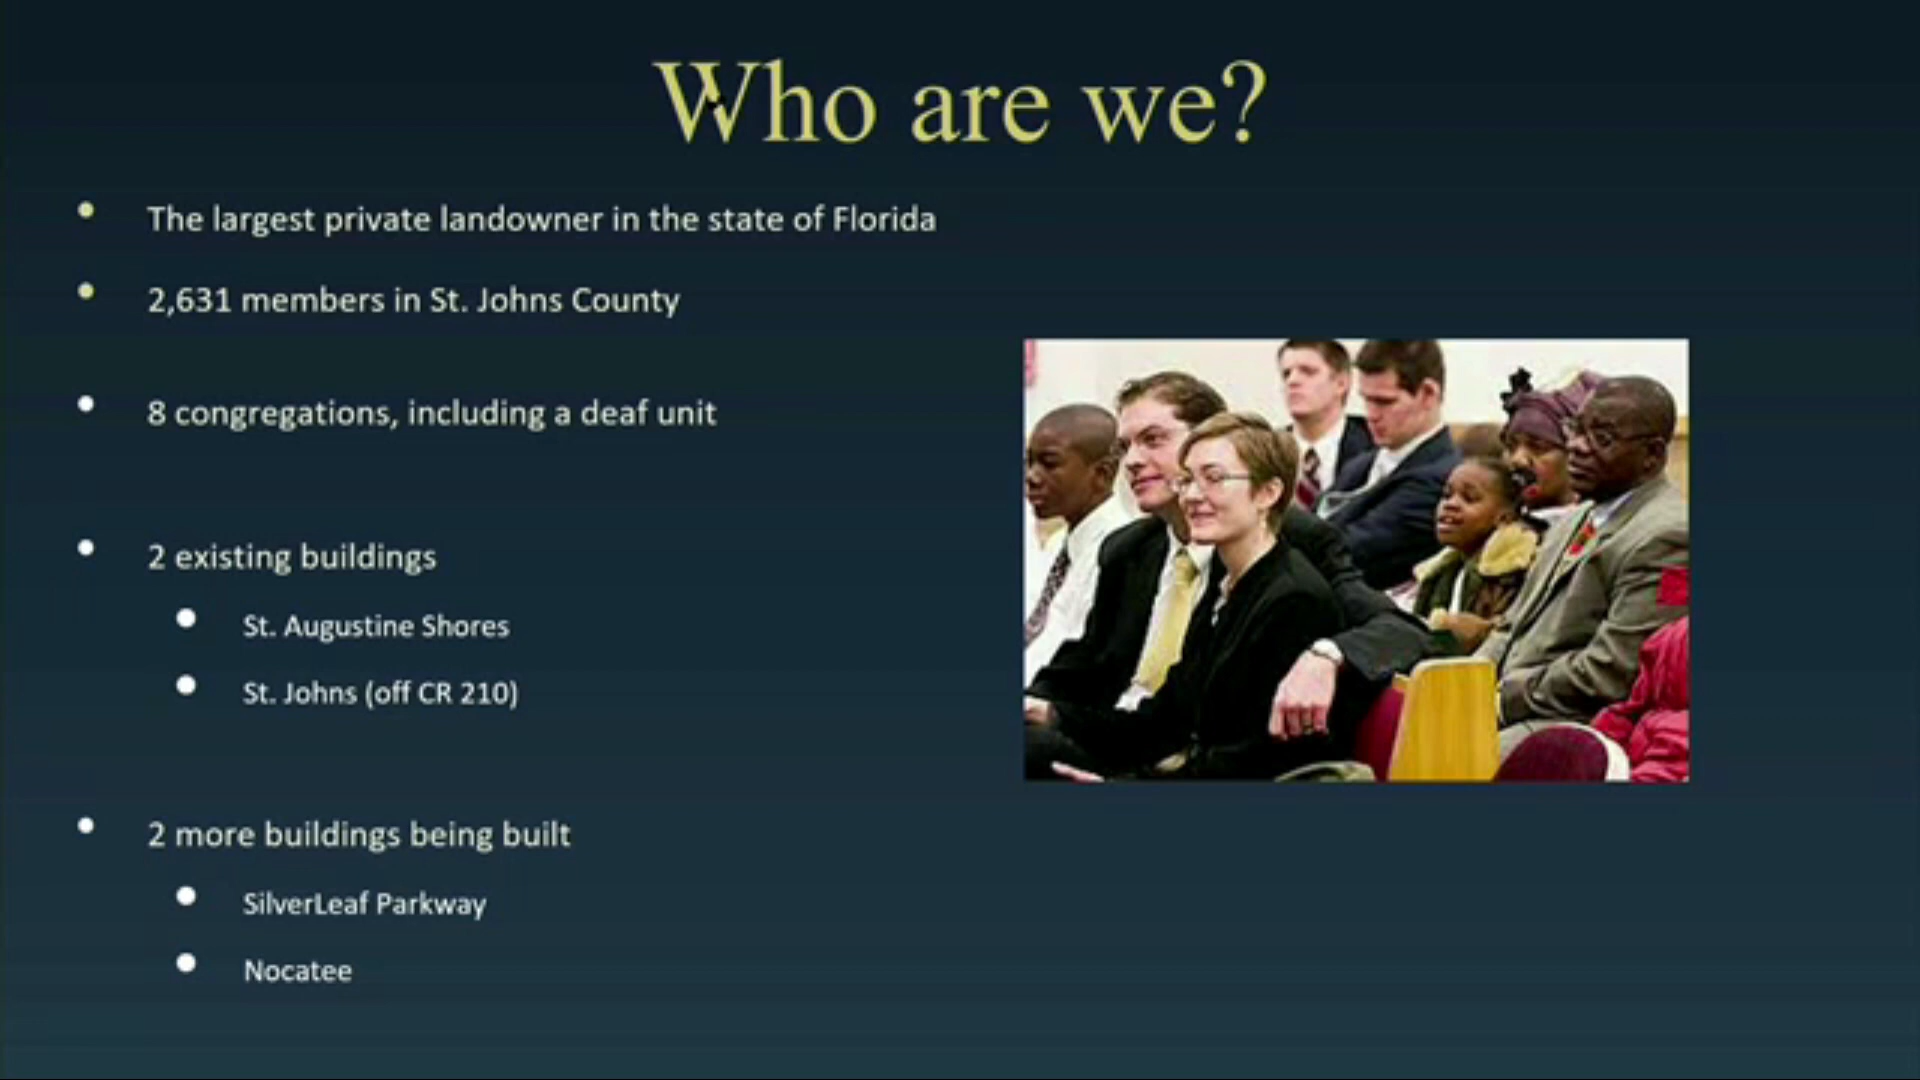 Who are we?
The largest private landowner in the state of Florida
2,631 members in St. Johns County
8 congregations, including a deaf unit
2 existing buildings
St. Augustine Shores
St. Johns (off CR 210)
2 more buildings being built
SilverLeaf Parkway
Nocatee